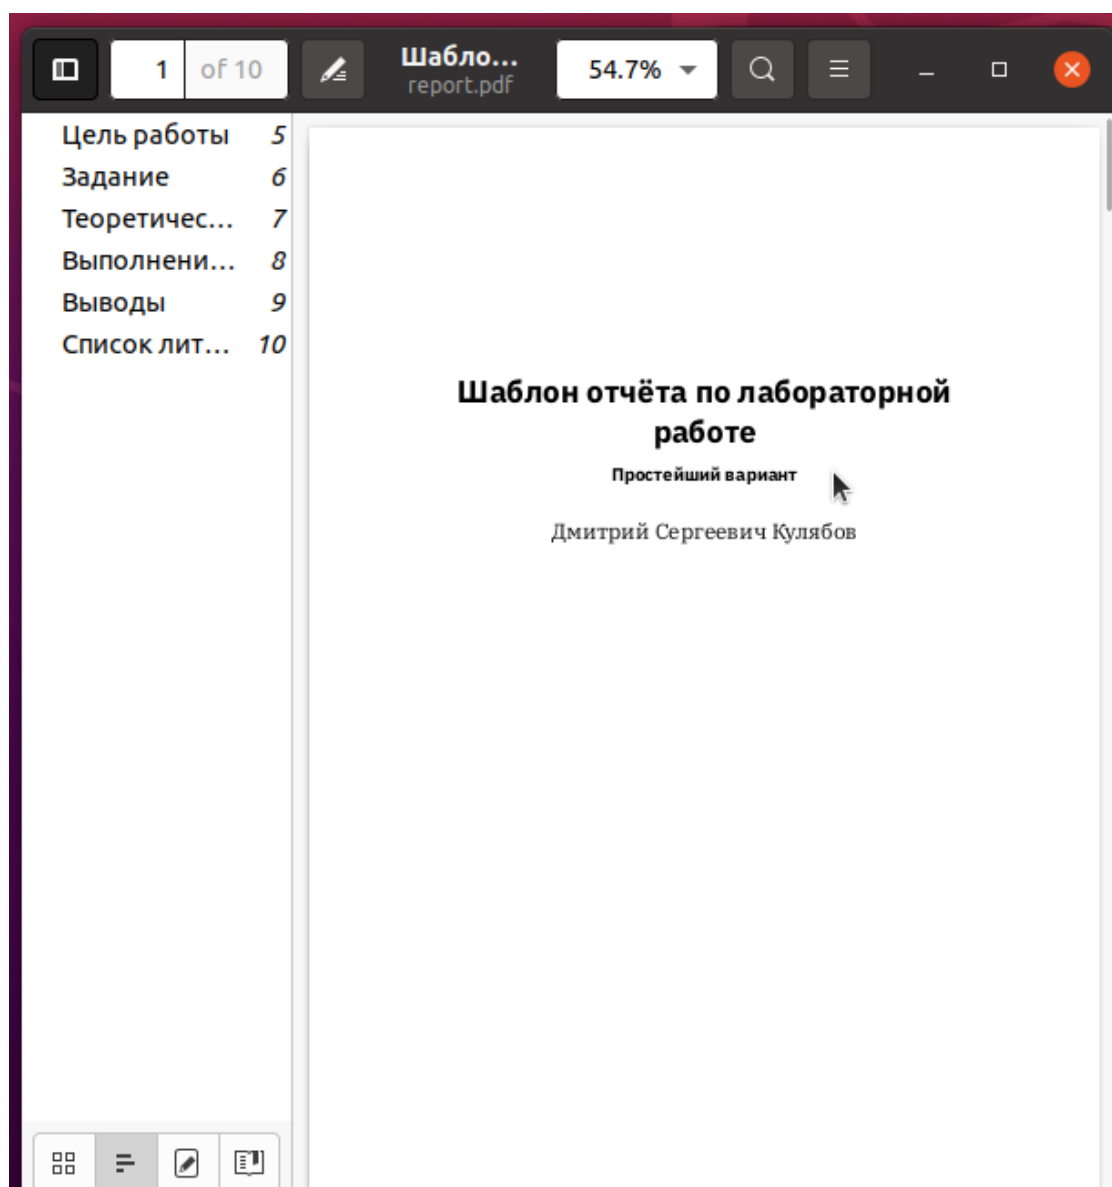 1 of 10
Шабло...
report.pdf
54.7%
Цель работы 5
Задание 6
Теоретичес... 7
Выполнени... 8
Выводы 9
Список лит... 10
Шаблон отчёта по лабораторной
работе
Простейший вариант
Дмитрий Сергеевич Кулябов